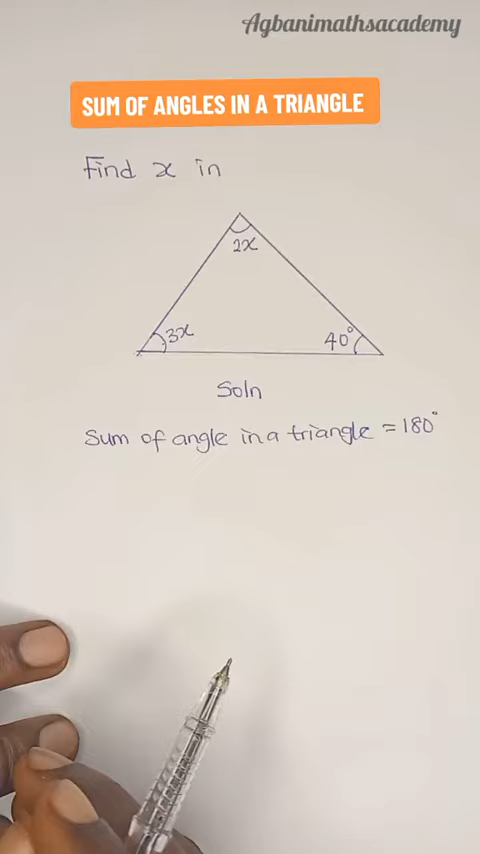 Agbanimathsacademy
SUM OF ANGLES IN A TRIANGLE
Find x in
2x
3x
40°
Soln
Sum of angle in a triangle = 180°